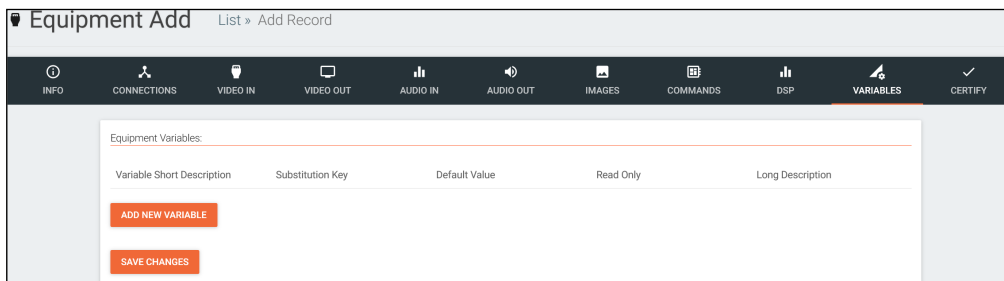 Equipment Add List » Add Record
INFO CONNECTIONS VIDEO IN VIDEO OUT AUDIO IN AUDIO OUT IMAGES COMMANDS DSP VARIABLES CERTIFY
Equipment Variables:
Variable Short Description Substitution Key Default Value Read Only Long Description
ADD NEW VARIABLE
SAVE CHANGES